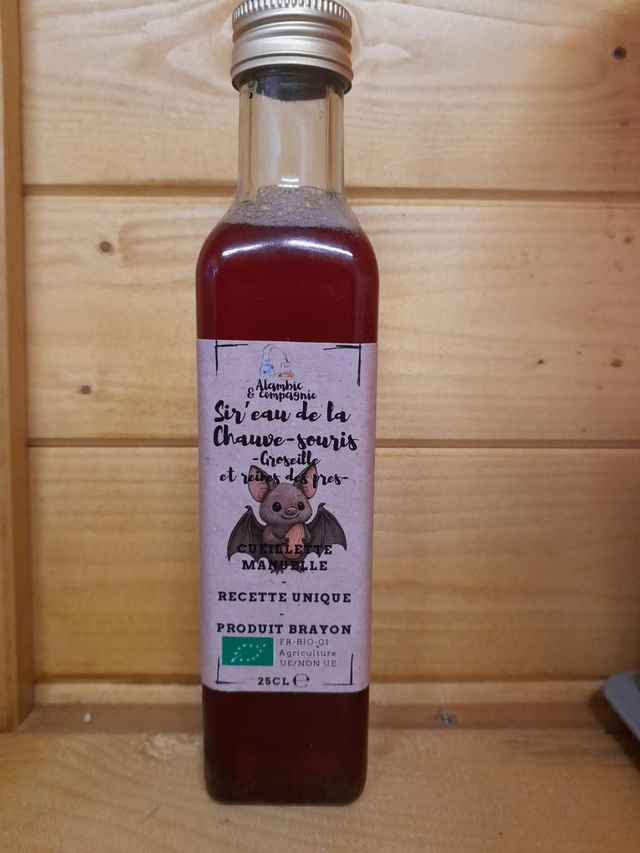 Alambic
& compagnie
Sir'eau de la
Chauve-souris
-Groseille
et reines des pres-
CUEILLETTE
MANUELLE
-
RECETTE UNIQUE
-
PRODUIT BRAYON
FR-BIO-01
Agriculture
UE/NON UE
25CL ℮